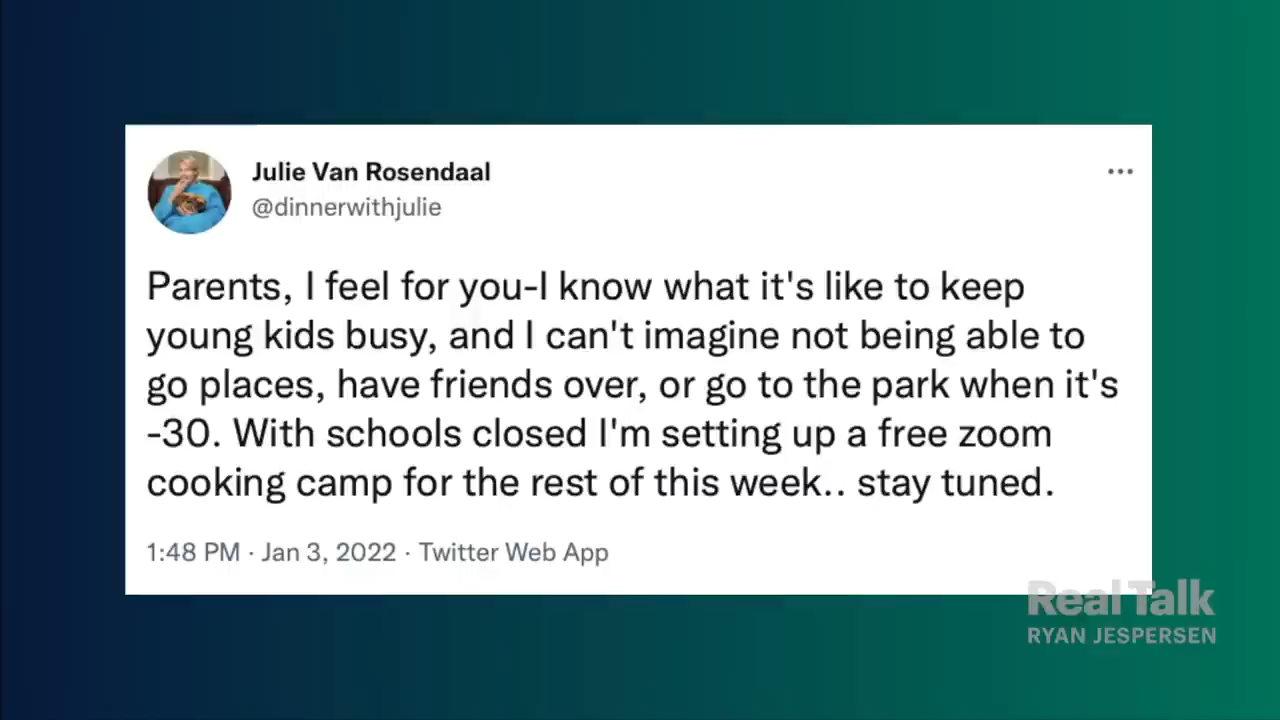 Julie Van Rosendaal
@dinnerwithjulie
Parents, I feel for you-I know what it's like to keep
young kids busy, and I can't imagine not being able to
go places, have friends over, or go to the park when it's
-30. With schools closed I'm setting up a free zoom
cooking camp for the rest of this week.. stay tuned.
1:48 PM · Jan 3, 2022 · Twitter Web App
Real Talk
RYAN JESPERSEN